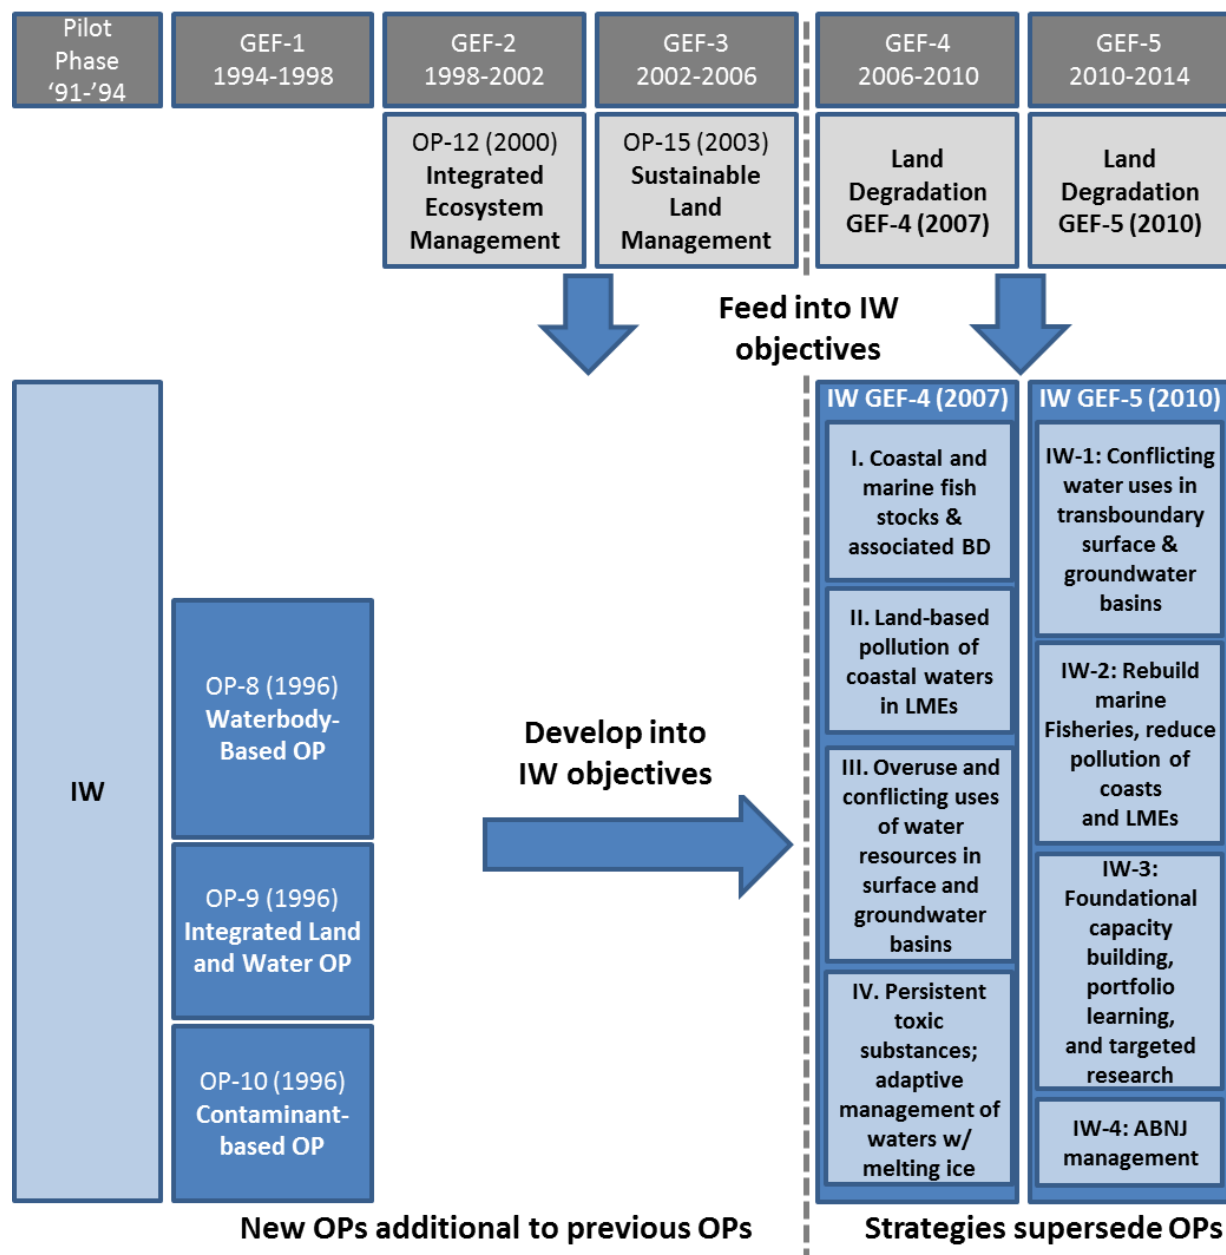 Pilot
Phase
‘91-’94
GEF-1
1994-1998
GEF-2
1998-2002
GEF-3
2002-2006
GEF-4
2006-2010
GEF-5
2010-2014
OP-12 (2000)
Integrated
Ecosystem
Management
OP-15 (2003)
Sustainable
Land
Management
Land
Degradation
GEF-4 (2007)
Land
Degradation
GEF-5 (2010)
Feed into IW
objectives
IW
OP-8 (1996)
Waterbody-
Based OP
OP-9 (1996)
Integrated Land
and Water OP
OP-10 (1996)
Contaminant-
based OP
Develop into
IW objectives
IW GEF-4 (2007)
I. Coastal and
marine fish
stocks &
associated BD
II. Land-based
pollution of
coastal waters
in LMEs
III. Overuse and
conflicting uses
of water
resources in
surface and
groundwater
basins
IV. Persistent
toxic
substances;
adaptive
management of
waters w/
melting ice
IW GEF-5 (2010)
IW-1: Conflicting
water uses in
transboundary
surface &
groundwater
basins
IW-2: Rebuild
marine
Fisheries, reduce
pollution of
coasts
and LMEs
IW-3:
Foundational
capacity
building,
portfolio
learning,
and targeted
research
IW-4: ABNJ
management
New OPs additional to previous OPs
Strategies supersede OPs